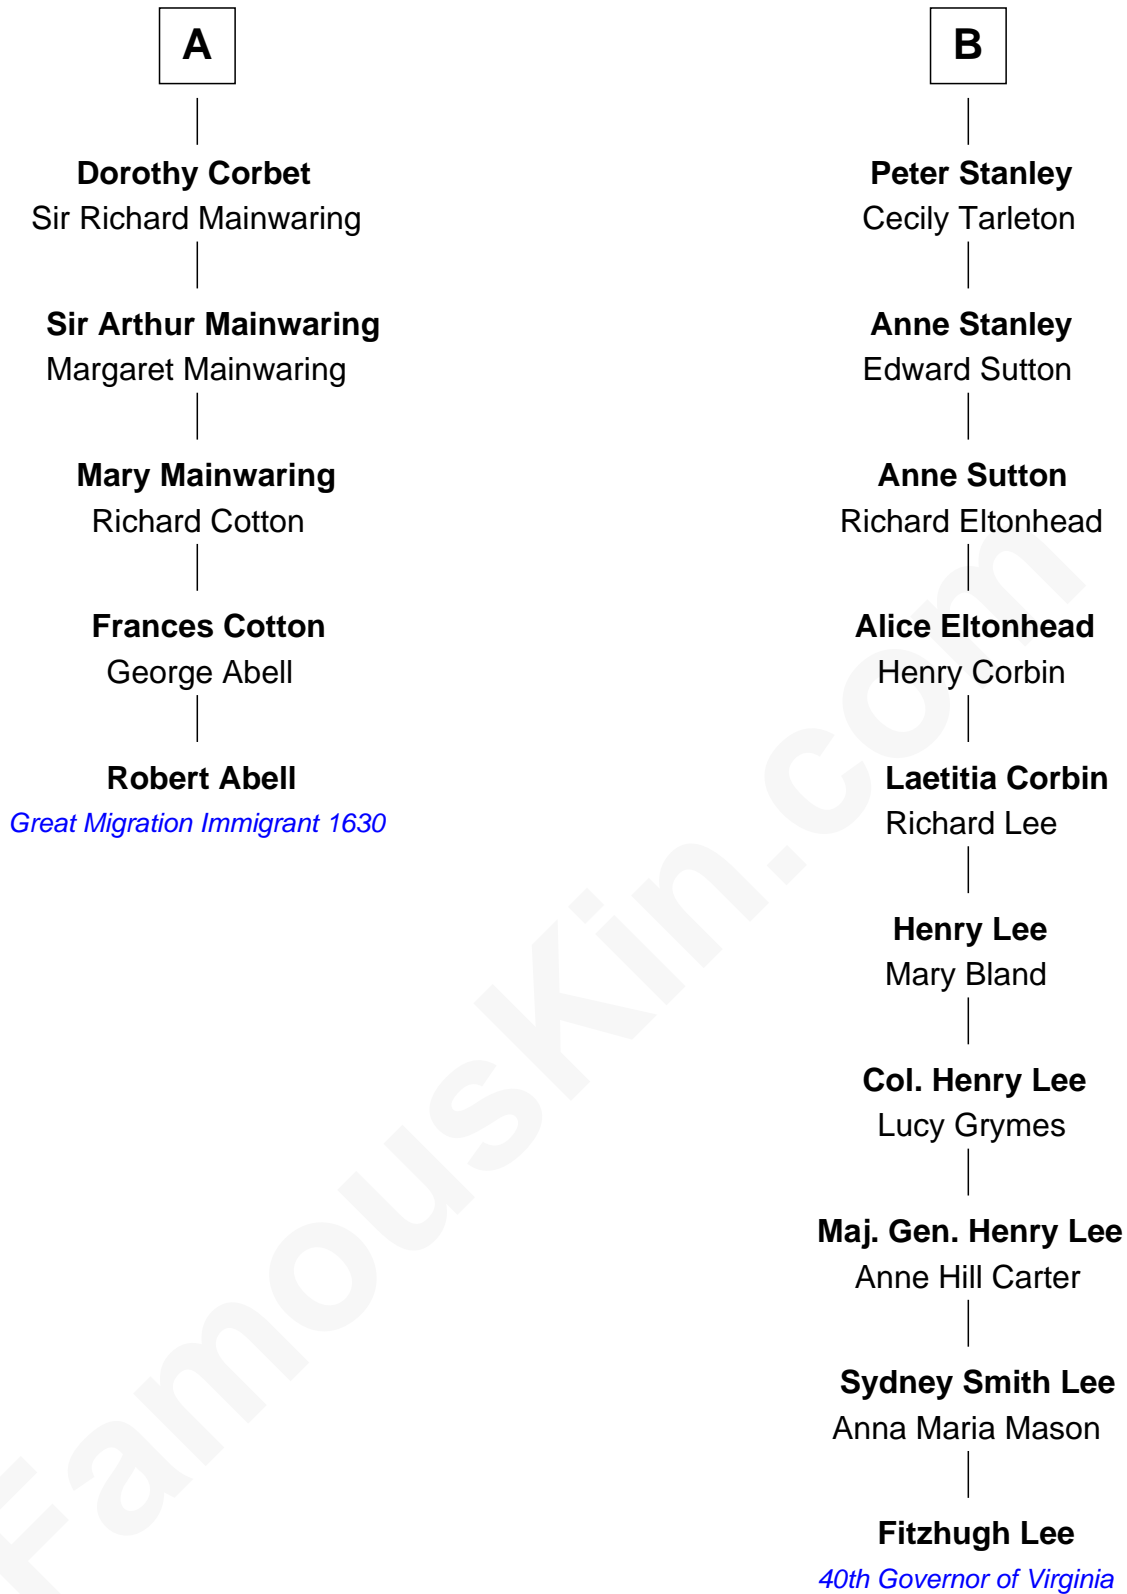 A
Dorothy Corbet
Sir Richard Mainwaring
Sir Arthur Mainwaring
Margaret Mainwaring
Mary Mainwaring
Richard Cotton
Frances Cotton
George Abell
Robert Abell
Great Migration Immigrant 1630
B
Peter Stanley
Cecily Tarleton
Anne Stanley
Edward Sutton
Anne Sutton
Richard Eltonhead
Alice Eltonhead
Henry Corbin
Laetitia Corbin
Richard Lee
Henry Lee
Mary Bland
Col. Henry Lee
Lucy Grymes
Maj. Gen. Henry Lee
Anne Hill Carter
Sydney Smith Lee
Anna Maria Mason
Fitzhugh Lee
40th Governor of Virginia
FamousKin.com